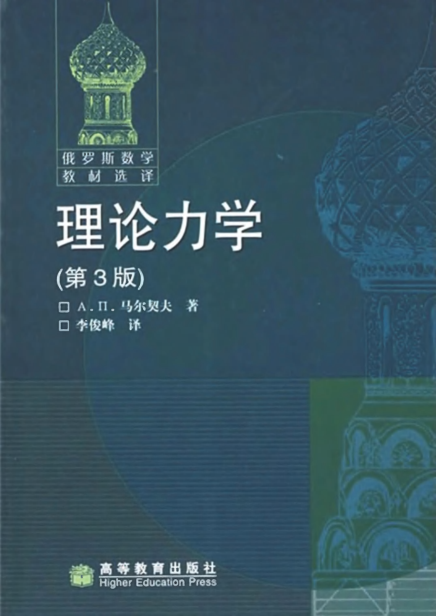 俄罗斯数学
教材选译
理论力学
(第3版)
□ А.П.马尔契夫 著
□ 李俊峰 译
高等教育出版社
Higher Education Press